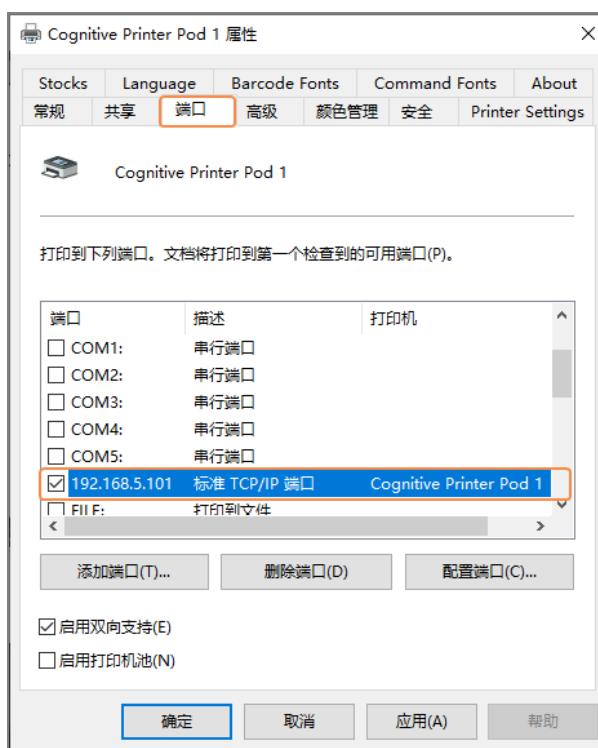 Cognitive Printer Pod 1 属性
Stocks Language Barcode Fonts Command Fonts About
常规 共享 端口 高级 颜色管理 安全 Printer Settings
Cognitive Printer Pod 1
打印到下列端口。文档将打印到第一个检查到的可用端口(P)。
端口 描述 打印机
COM1: 串行端口
COM2: 串行端口
COM3: 串行端口
COM4: 串行端口
COM5: 串行端口
192.168.5.101 标准 TCP/IP 端口 Cognitive Printer Pod 1
FILE: 打印到文件
添加端口(T)... 删除端口(D) 配置端口(C)...
启用双向支持(E)
启用打印机池(N)
确定 取消 应用(A) 帮助